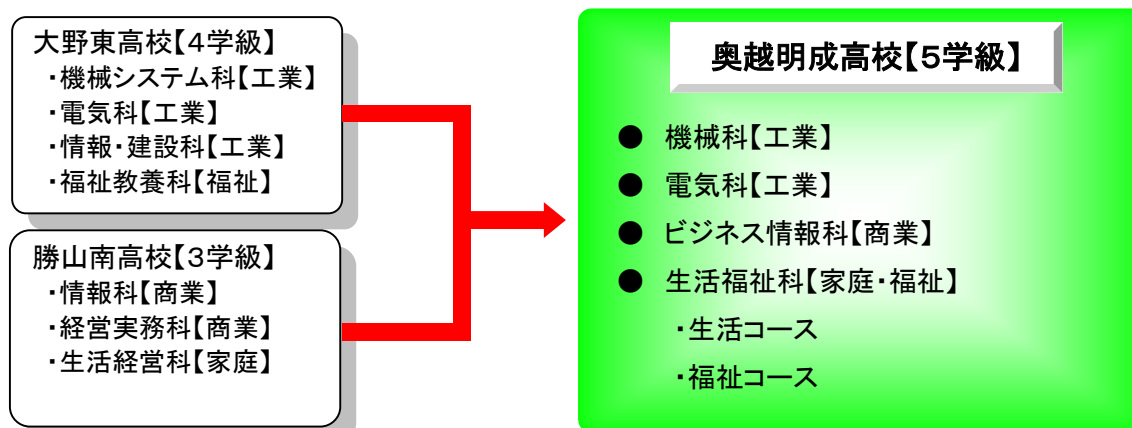 大野東高校【4学級】
・機械システム科【工業】
・電気科【工業】
・情報・建設科【工業】
・福祉教養科【福祉】
勝山南高校【3学級】
・情報科【商業】
・経営実務科【商業】
・生活経営科【家庭】
奥越明成高校【5学級】
● 機械科【工業】
● 電気科【工業】
● ビジネス情報科【商業】
● 生活福祉科【家庭・福祉】
・生活コース
・福祉コース